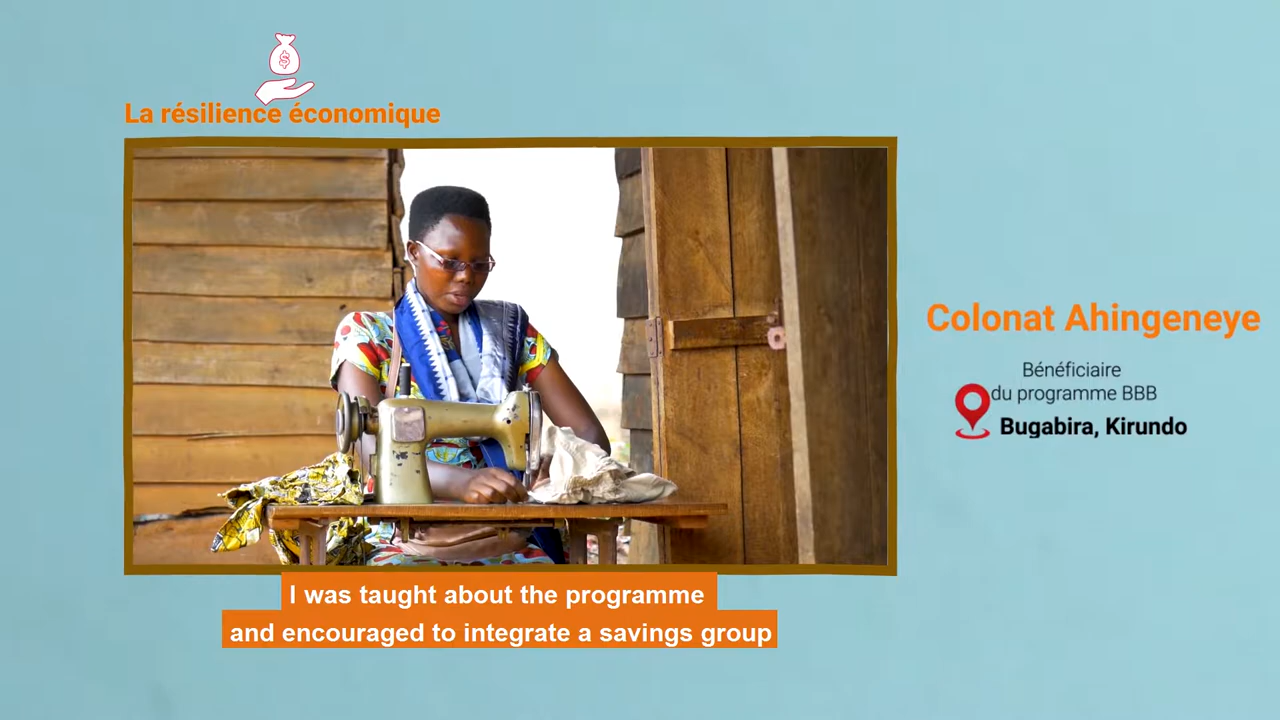 La résilience économique
Colonat Ahingeneye
Bénéficiaire
du programme BBB
Bugabira, Kirundo
I was taught about the programme
and encouraged to integrate a savings group